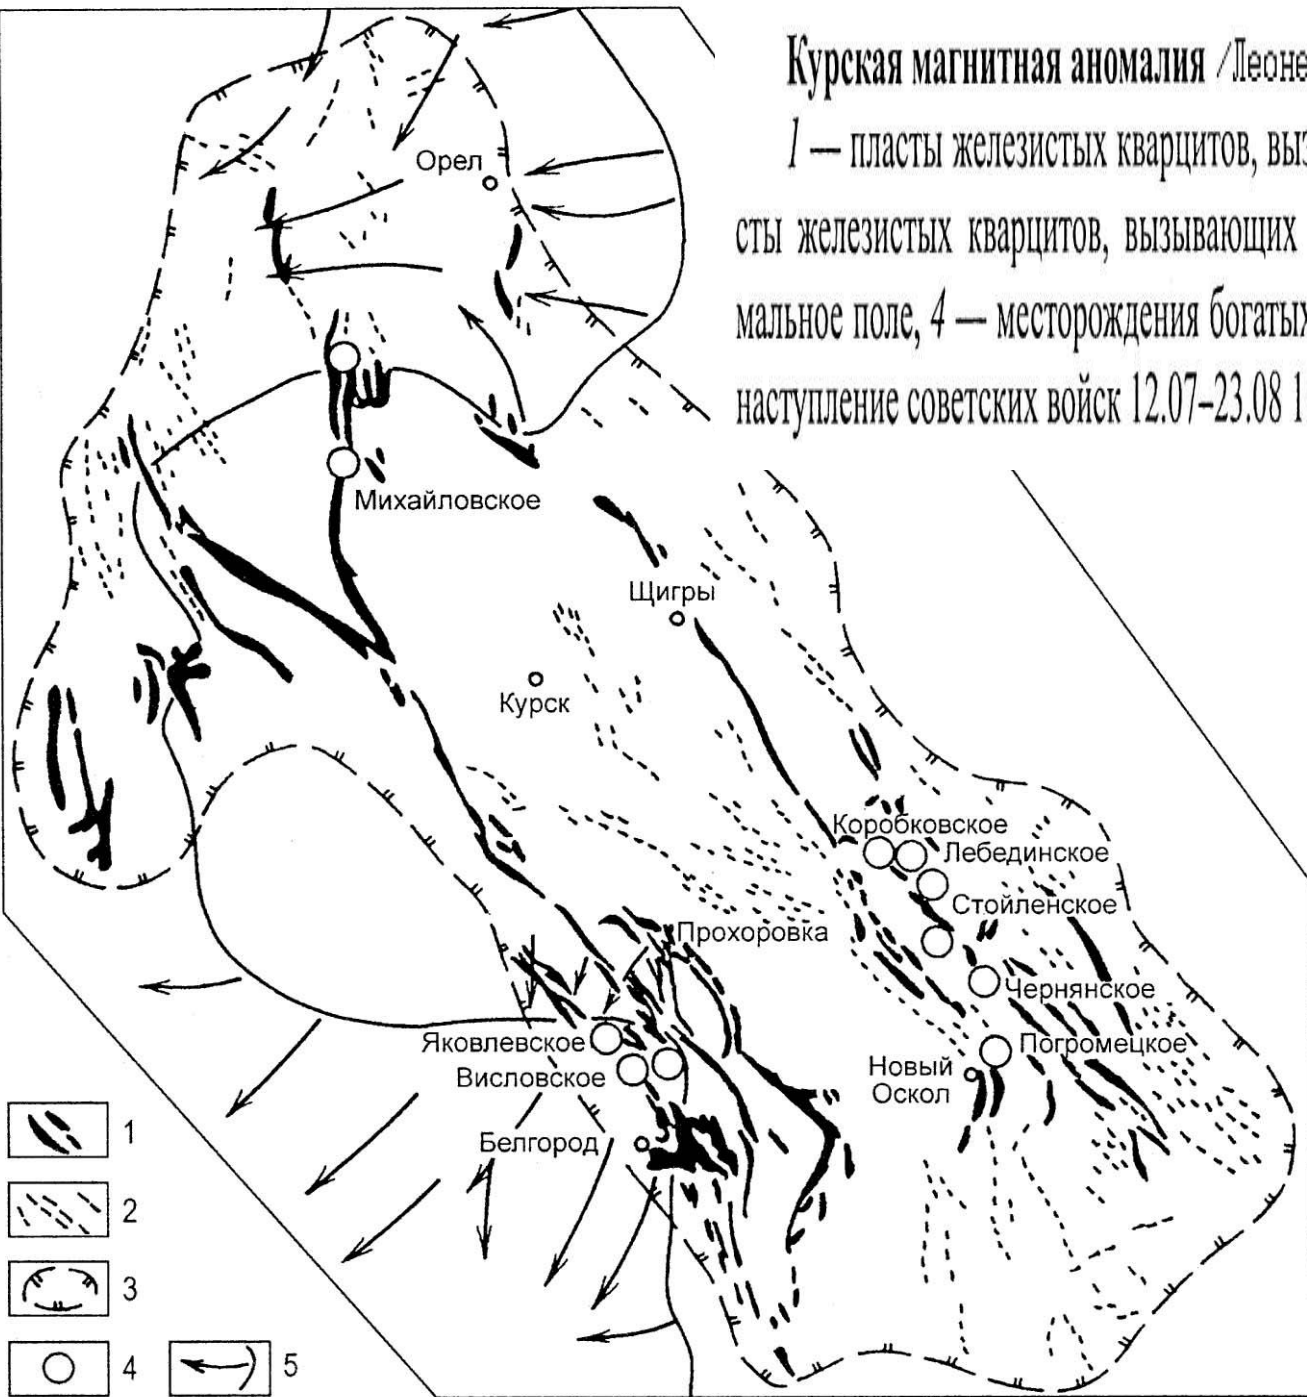 Курская магнитная аномалия /Леоне
1 — пласты железистых кварцитов, выз
сты железистых кварцитов, вызывающих
мальное поле, 4 — месторождения богатых
наступление советских войск 12.07–23.08 1
Орел
Михайловское
Щигры
Курск
Коробковское
Лебединское
Стойленское
Прохоровка
Чернянское
Яковлевское
Погромецкое
Висловское
Новый
Оскол
Белгород
1
2
3
4
5